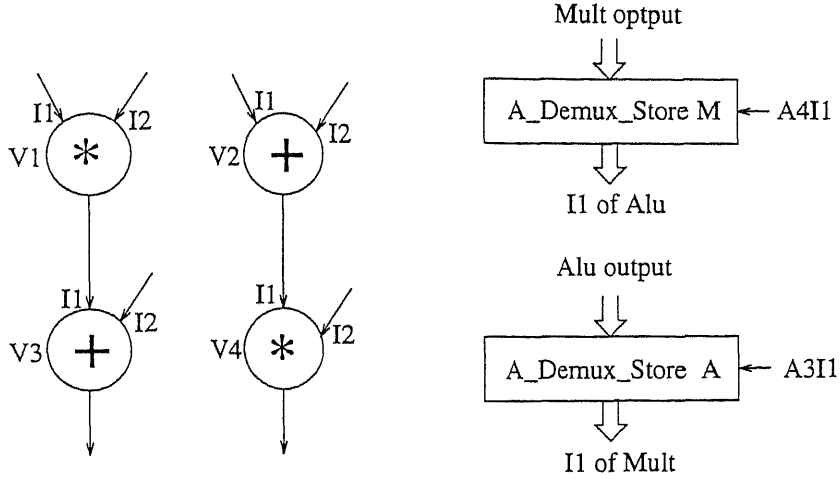 I1
I2
V1
*
I1
I2
V2
+
I1
I2
V3
+
I1
I2
V4
*
Mult optput
A_Demux_Store M
A4I1
I1 of Alu
Alu output
A_Demux_Store A
A3I1
I1 of Mult